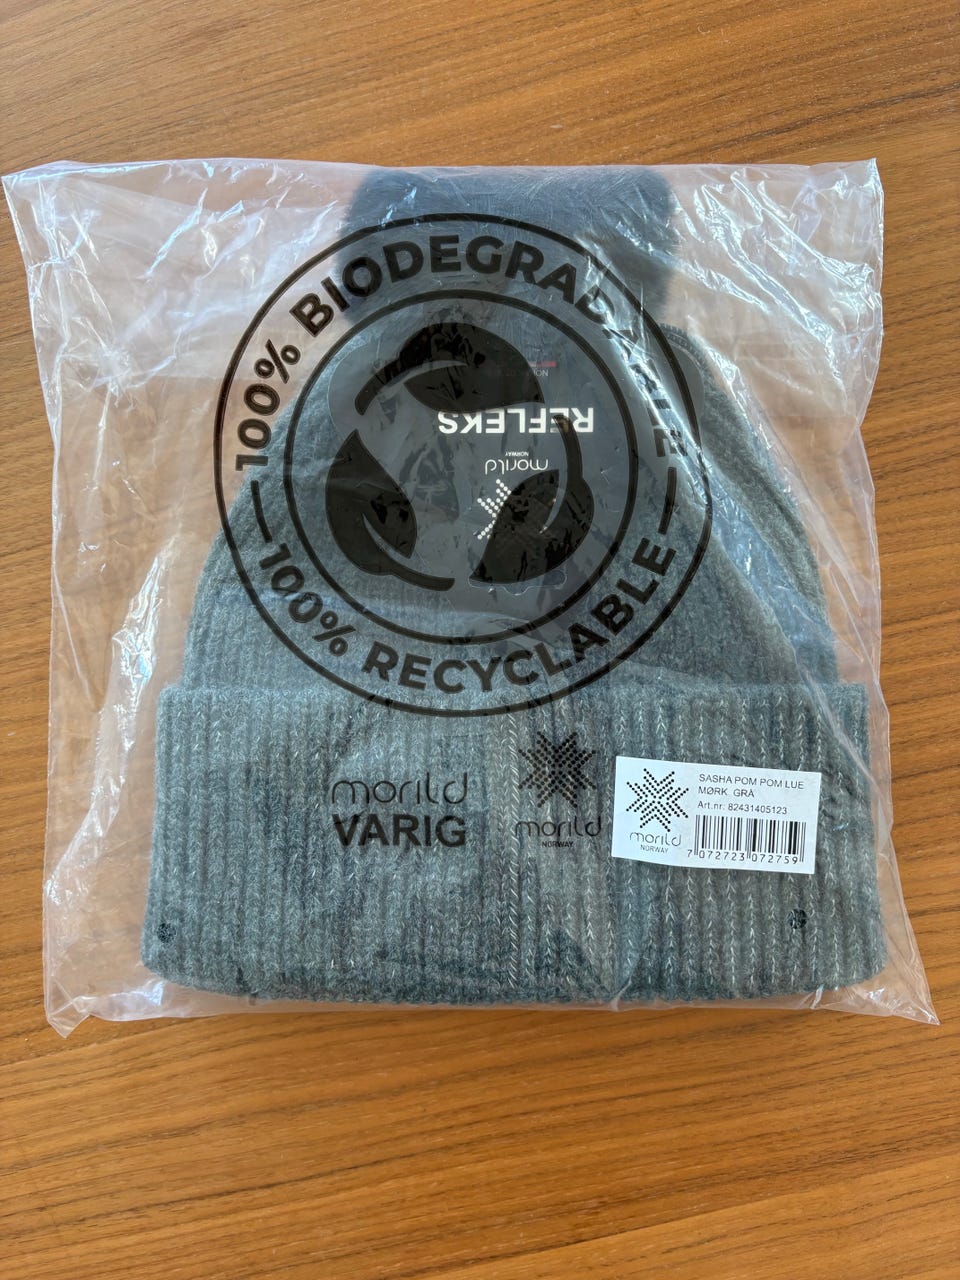 100% BIODEGRADABLE
100% RECYCLABLE
REFLEKS
morild
NORWAY
morild
VARIG
morild
NORWAY
SASHA POM POM LUE
MØRK GRÅ
Art.nr: 82431405123
morild
NORWAY
7 072723 072759